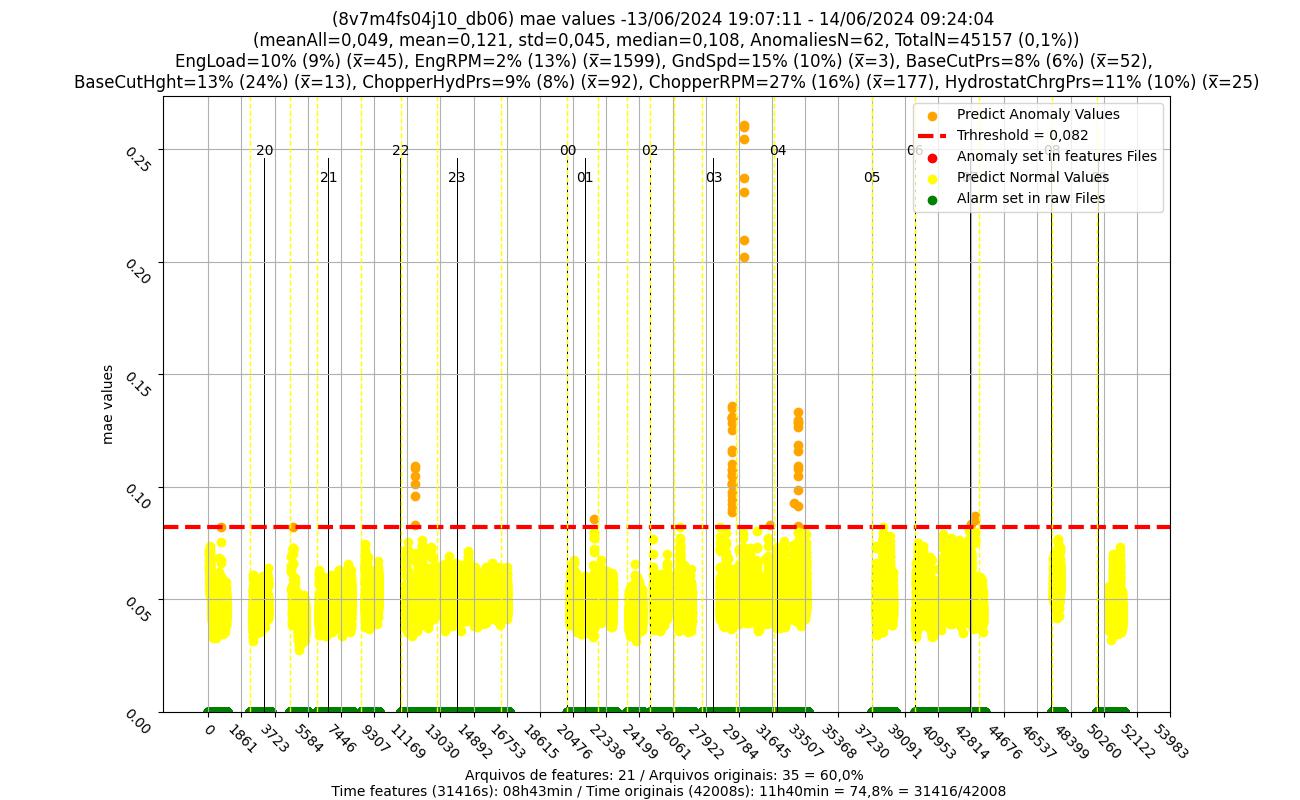 (8v7m4fs04j10_db06) mae values -13/06/2024 19:07:11 - 14/06/2024 09:24:04
(meanAll=0,049, mean=0,121, std=0,045, median=0,108, AnomaliesN=62, TotalN=45157 (0,1%))
EngLoad=10% (9%) (x̅=45), EngRPM=2% (13%) (x̅=1599), GndSpd=15% (10%) (x̅=3), BaseCutPrs=8% (6%) (x̅=52),
BaseCutHght=13% (24%) (x̅=13), ChopperHydPrs=9% (8%) (x̅=92), ChopperRPM=27% (16%) (x̅=177), HydrostatChrgPrs=11% (10%) (x̅=25)
Predict Anomaly Values
Trhreshold = 0,082
Anomaly set in features Files
Predict Normal Values
Alarm set in raw Files
20 22 00 02 04 06 08
21 23 01 03 05
mae values
0.25
0.20
0.15
0.10
0.05
0.00
0 1861 3723 5584 7446 9307 11169 13030 14892 16753 18615 20476 22338 24199 26061 27922 29784 31645 33507 35368 37230 39091 40953 42814 44676 46537 48399 50260 52122 53983
Arquivos de features: 21 / Arquivos originais: 35 = 60,0%
Time features (31416s): 08h43min / Time originais (42008s): 11h40min = 74,8% = 31416/42008